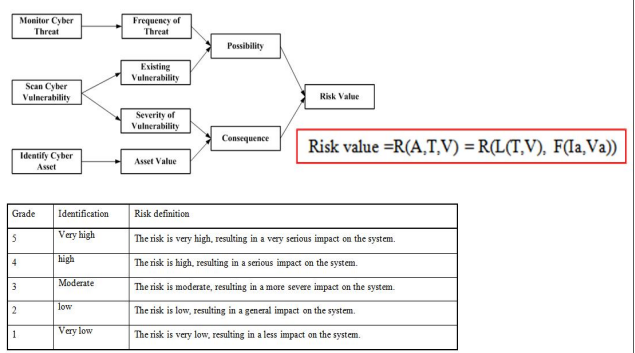 Monitor Cyber
Threat
Frequency of
Threat
Possibility
Existing
Vulnerability
Scan Cyber
Vulnerability
Risk Value
Severity of
Vulnerability
Consequence
Identify Cyber
Asset
Asset Value
Risk value =R(A,T,V) = R(L(T,V), F(Ia,Va))
Grade Identification Risk definition
5 Very high The risk is very high, resulting in a very serious impact on the system.
4 high The risk is high, resulting in a serious impact on the system.
3 Moderate The risk is moderate, resulting in a more severe impact on the system.
2 low The risk is low, resulting in a general impact on the system.
1 Very low The risk is very low, resulting in a less impact on the system.